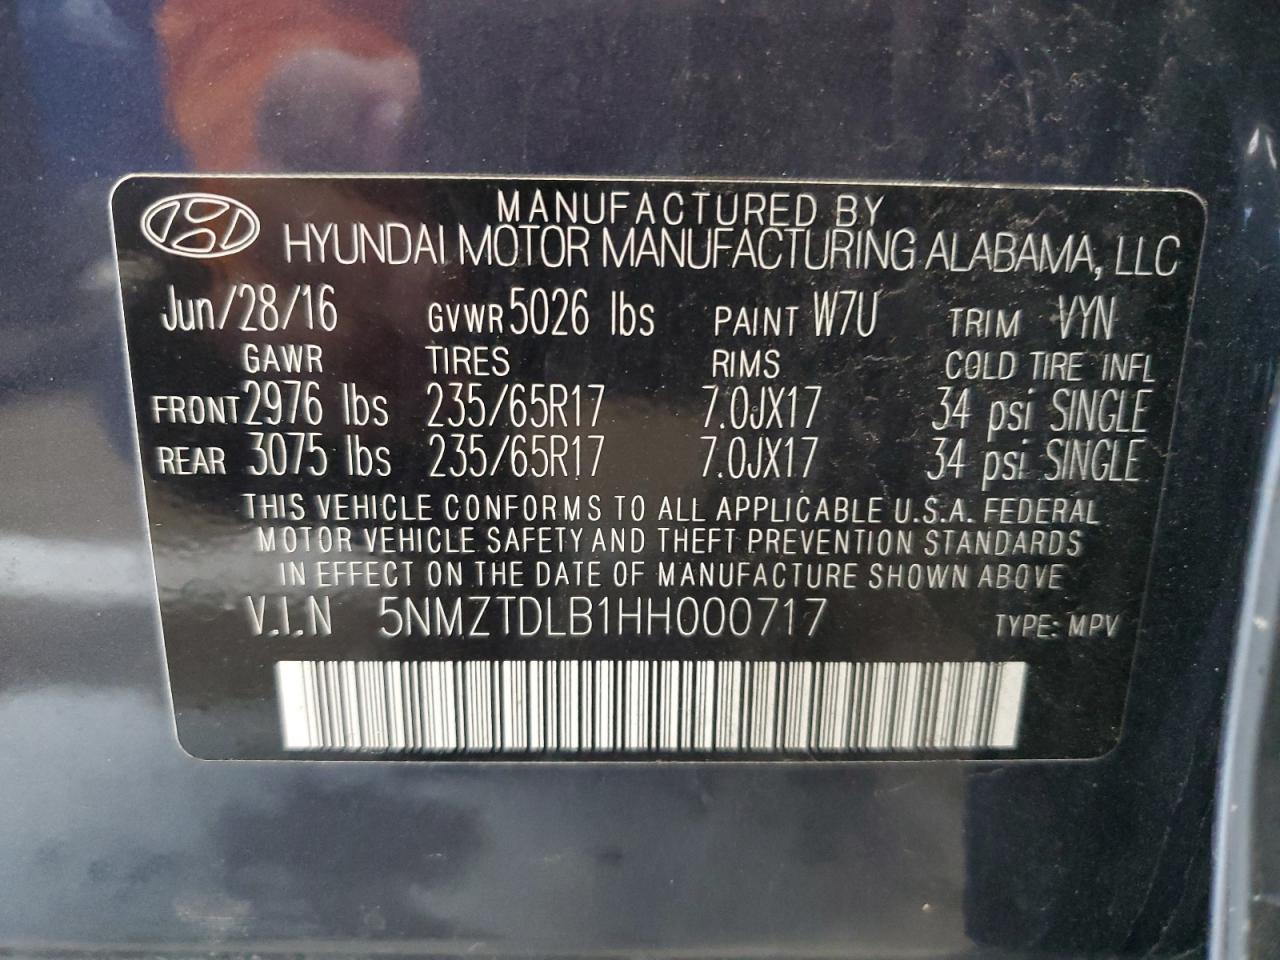 MANUFACTURED BY
HYUNDAI MOTOR MANUFACTURING ALABAMA, LLC
Jun/28/16 GVWR 5026 lbs PAINT W7U TRIM VYN
GAWR TIRES RIMS COLD TIRE INFL
FRONT 2976 lbs 235/65R17 7.0JX17 34 psi SINGLE
REAR 3075 lbs 235/65R17 7.0JX17 34 psi SINGLE
THIS VEHICLE CONFORMS TO ALL APPLICABLE U.S.A. FEDERAL
MOTOR VEHICLE SAFETY AND THEFT PREVENTION STANDARDS
IN EFFECT ON THE DATE OF MANUFACTURE SHOWN ABOVE
V.I.N 5NMZTDLB1HH000717 TYPE: MPV